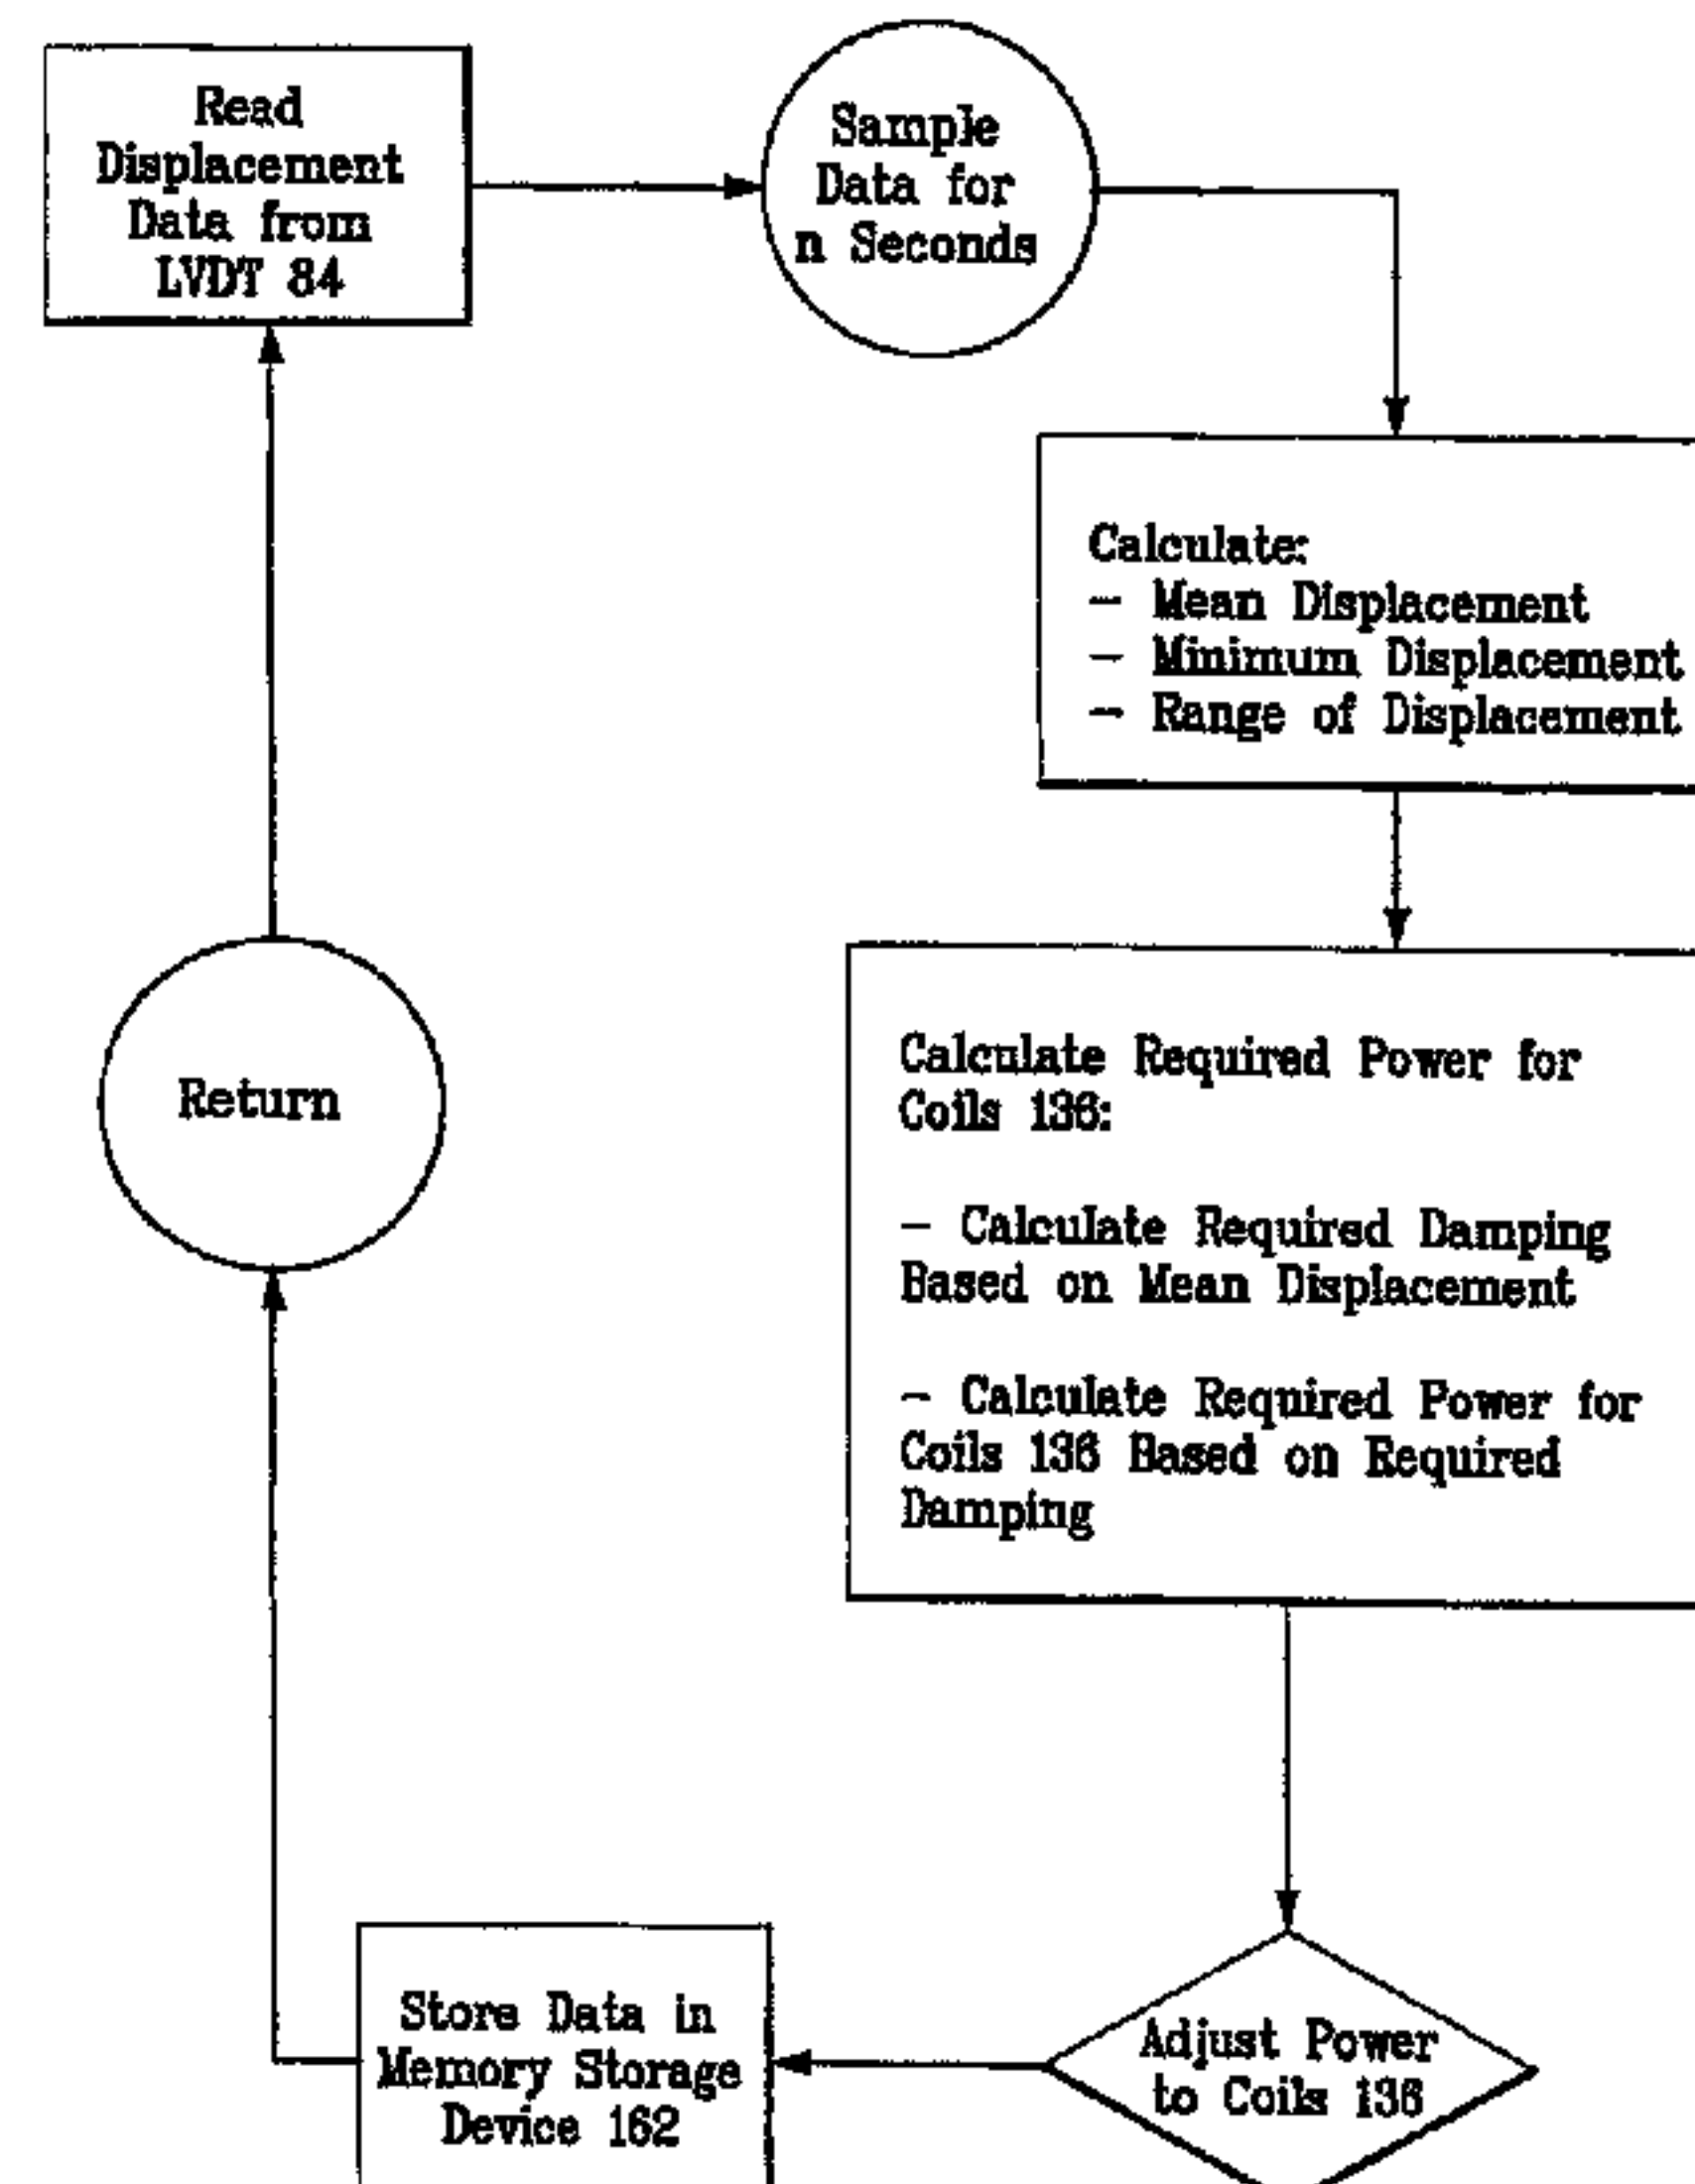 Read
Displacement
Data from
LVDT 84
Sample
Data for
n Seconds
Calculate:
- Mean Displacement
- Minimum Displacement
- Range of Displacement
Calculate Required Power for
Coils 136:
- Calculate Required Damping
Based on Mean Displacement
- Calculate Required Power for
Coils 136 Based on Required
Damping
Adjust Power
to Coils 136
Store Data in
Memory Storage
Device 162
Return